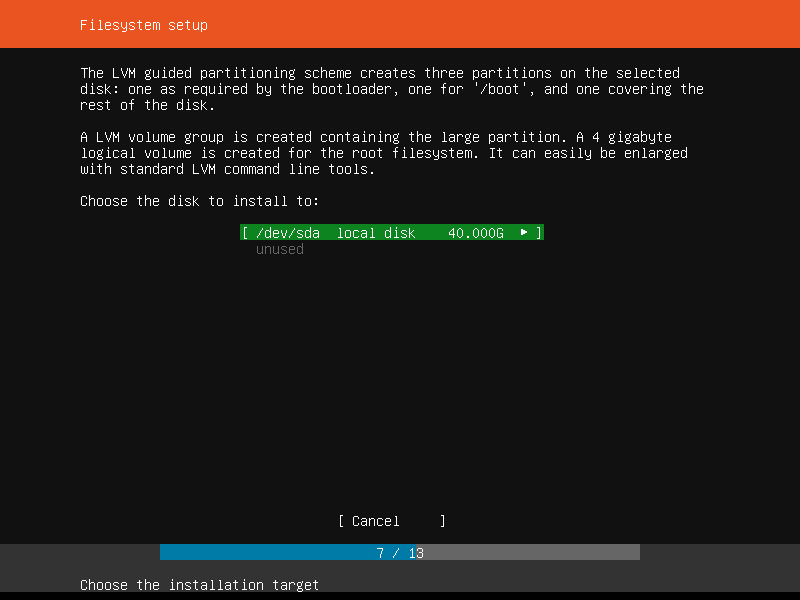 Filesystem setup
The LVM guided partitioning scheme creates three partitions on the selected
disk: one as required by the bootloader, one for '/boot', and one covering the
rest of the disk.
A LVM volume group is created containing the large partition. A 4 gigabyte
logical volume is created for the root filesystem. It can easily be enlarged
with standard LVM command line tools.
Choose the disk to install to:
[ /dev/sda  local disk    40.000G  ► ]
unused
[ Cancel     ]
7 / 13
Choose the installation target